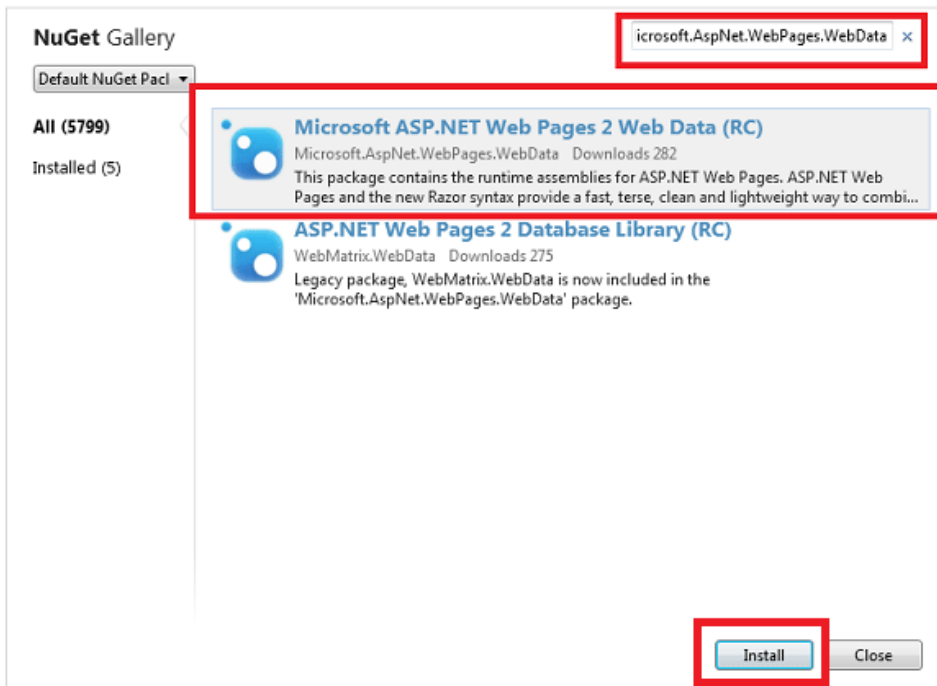 NuGet Gallery
icrosoft.AspNet.WebPages.WebData ×
Default NuGet Pacl
All (5799)
Installed (5)
Microsoft ASP.NET Web Pages 2 Web Data (RC)
Microsoft.AspNet.WebPages.WebData Downloads 282
This package contains the runtime assemblies for ASP.NET Web Pages. ASP.NET Web
Pages and the new Razor syntax provide a fast, terse, clean and lightweight way to combi...
ASP.NET Web Pages 2 Database Library (RC)
WebMatrix.WebData Downloads 275
Legacy package, WebMatrix.WebData is now included in the
'Microsoft.AspNet.WebPages.WebData' package.
Install
Close